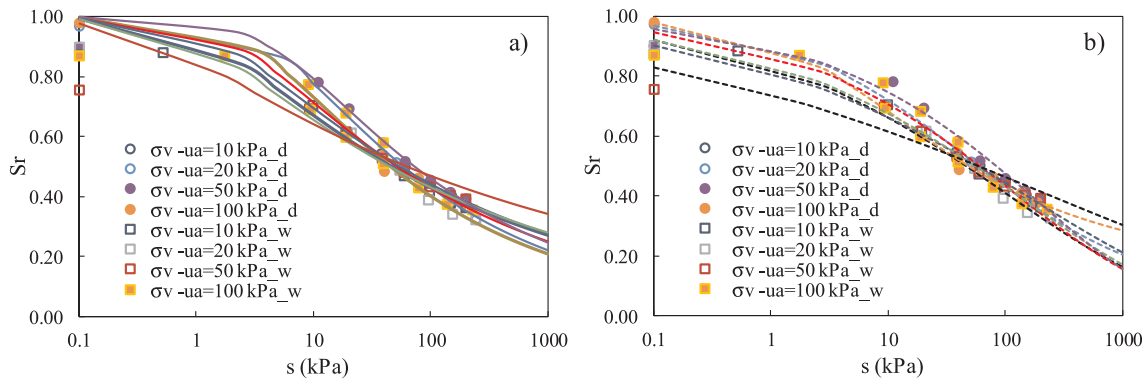 1.00
a)
0.80
0.60
Sr
σv -ua=10 kPa_d
σv -ua=20 kPa_d
σv -ua=50 kPa_d
0.40
σv -ua=100 kPa_d
σv -ua=10 kPa_w
σv -ua=20 kPa_w
0.20
σv -ua=50 kPa_w
σv -ua=100 kPa_w
0.00
0.1 1 10 100 1000
s (kPa)
1.00
b)
0.80
0.60
Sr
σv -ua=10 kPa_d
σv -ua=20 kPa_d
σv -ua=50 kPa_d
0.40
σv -ua=100 kPa_d
σv -ua=10 kPa_w
σv -ua=20 kPa_w
0.20
σv -ua=50 kPa_w
σv -ua=100 kPa_w
0.00
0.1 1 10 100 1000
s (kPa)